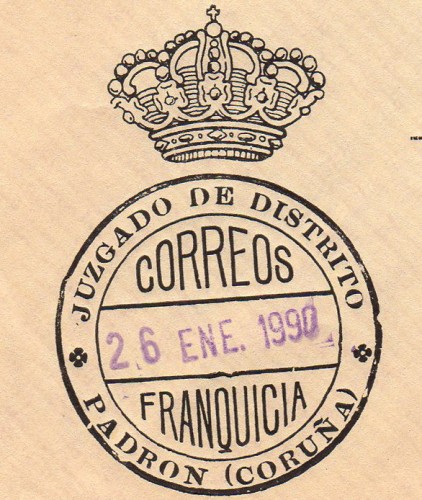 JUZGADO DE DISTRITO
CORREOS
26 ENE. 1990
FRANQUICIA
PADRON (CORUÑA)